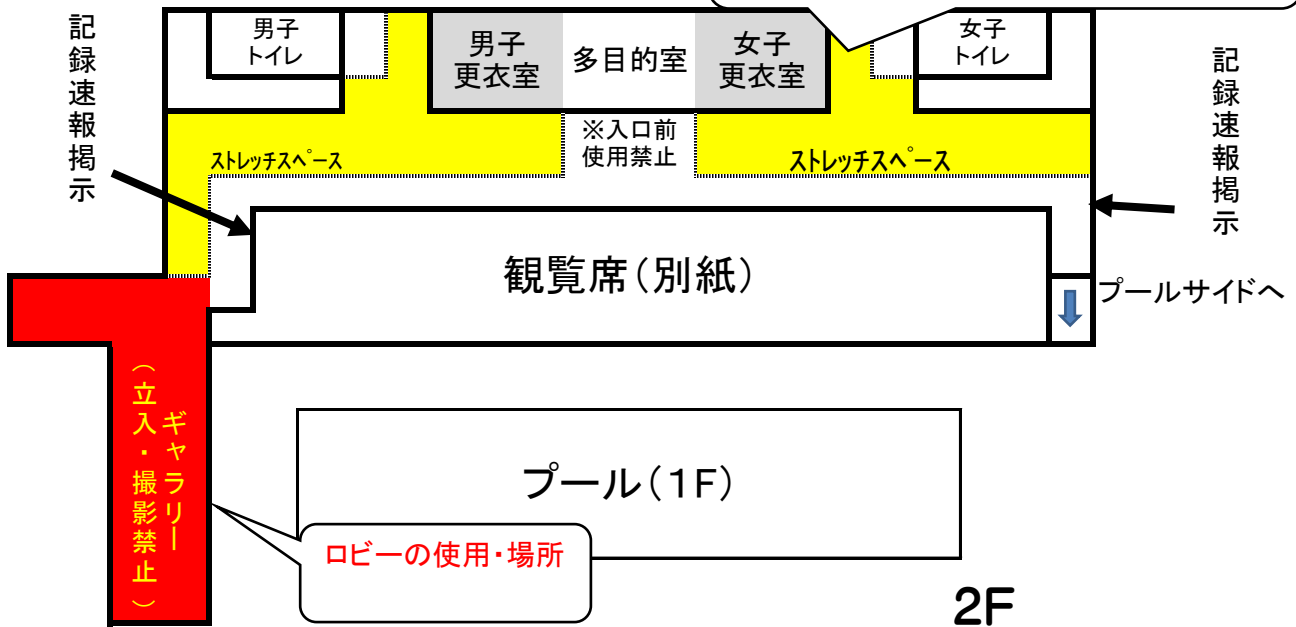 記録速報掲示
男子
トイレ
男子
更衣室
多目的室
女子
更衣室
女子
トイレ
記録速報掲示
※入口前
使用禁止
ストレッチスペース
ストレッチスペース
観覧席(別紙)
プールサイドへ
ギャラリー
(立入・撮影禁止)
プール(1F)
ロビーの使用・場所
2F